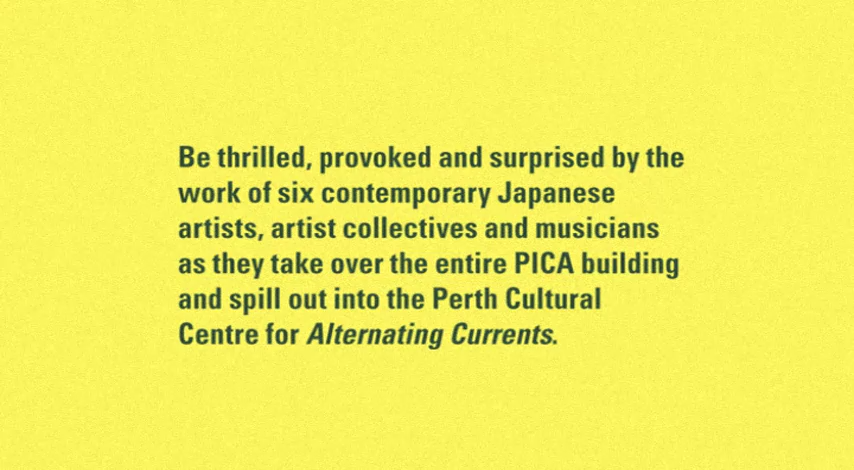 Be thrilled, provoked and surprised by the
work of six contemporary Japanese
artists, artist collectives and musicians
as they take over the entire PICA building
and spill out into the Perth Cultural
Centre for Alternating Currents.